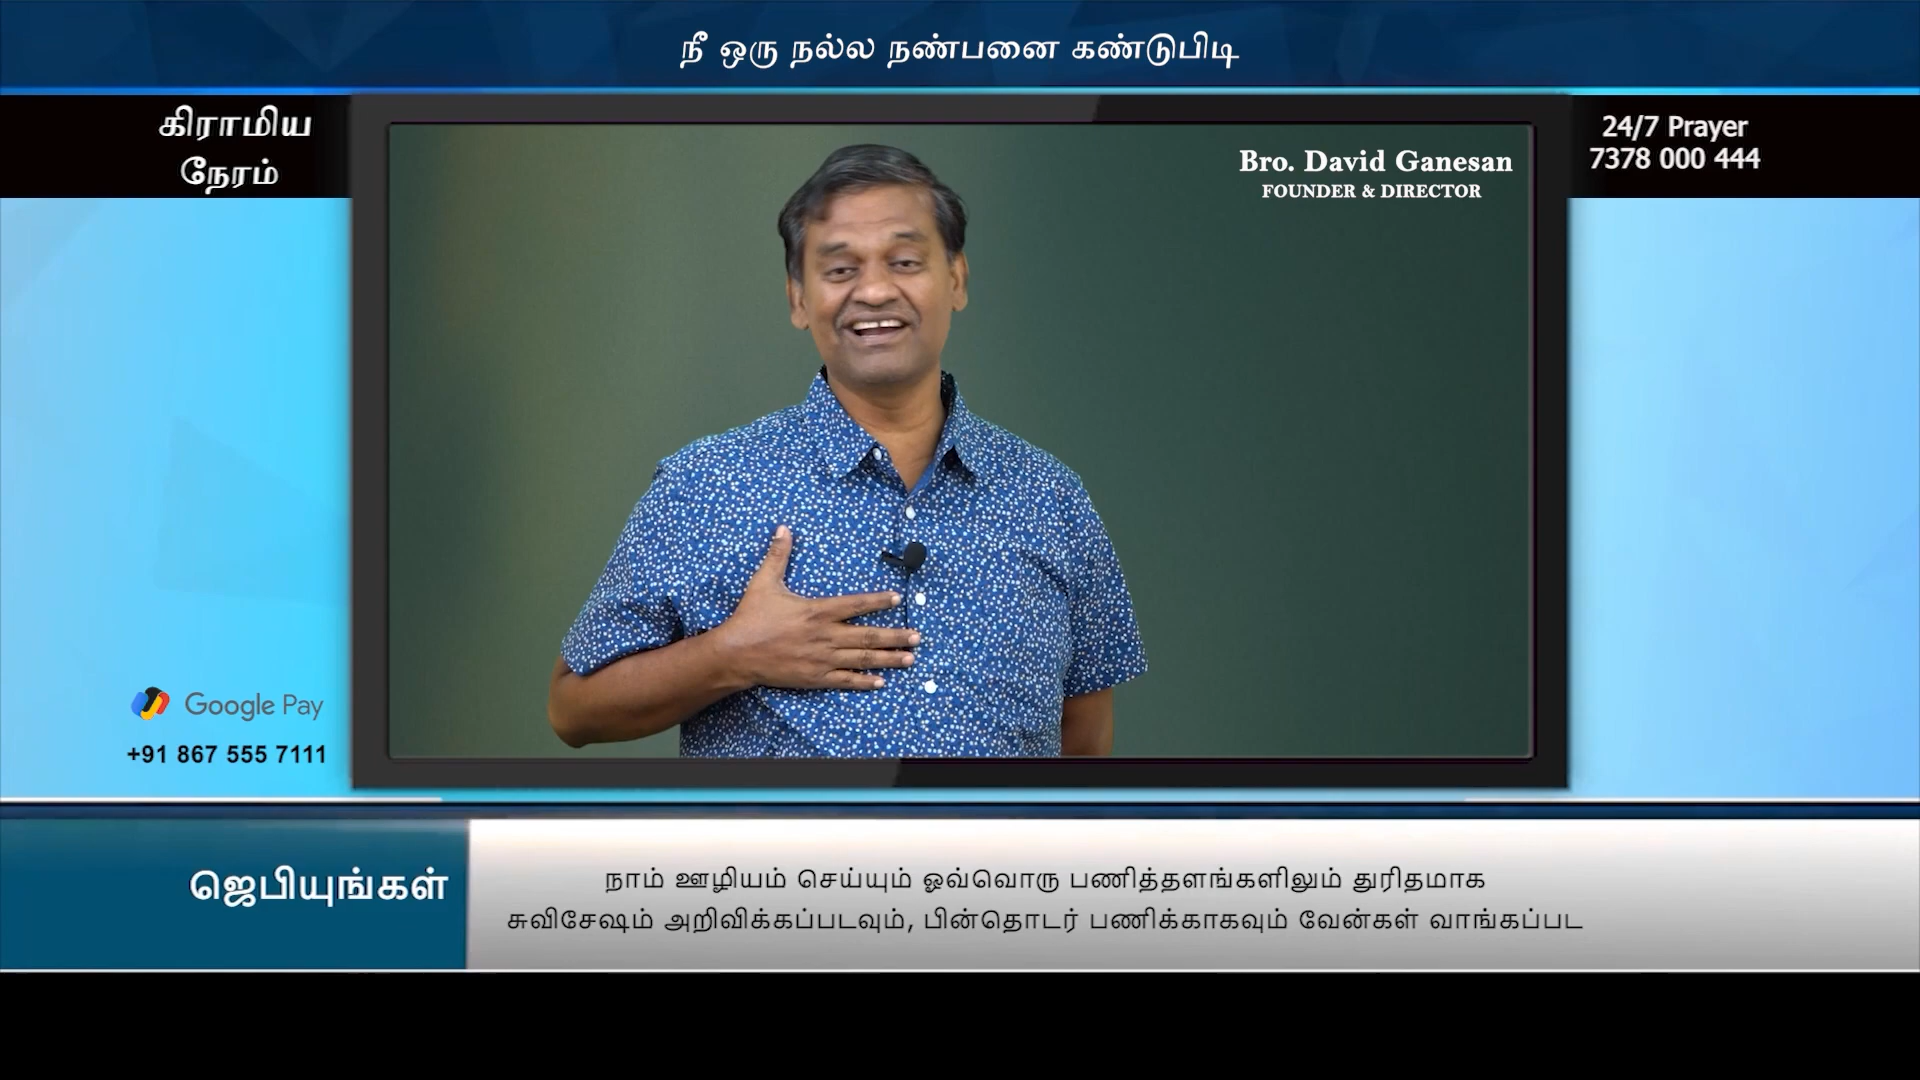 நீ ஒரு நல்ல நண்பனை கண்டுபிடி
கிராமிய
நேரம்
Bro. David Ganesan
FOUNDER & DIRECTOR
24/7 Prayer
7378 000 444
Google Pay
+91 867 555 7111
ஜெபியுங்கள்
நாம் ஊழியம் செய்யும் ஒவ்வொரு பணித்தளங்களிலும் துரிதமாக
சுவிசேஷம் அறிவிக்கப்படவும், பின்தொடர் பணிக்காகவும் வேன்கள் வாங்கப்பட